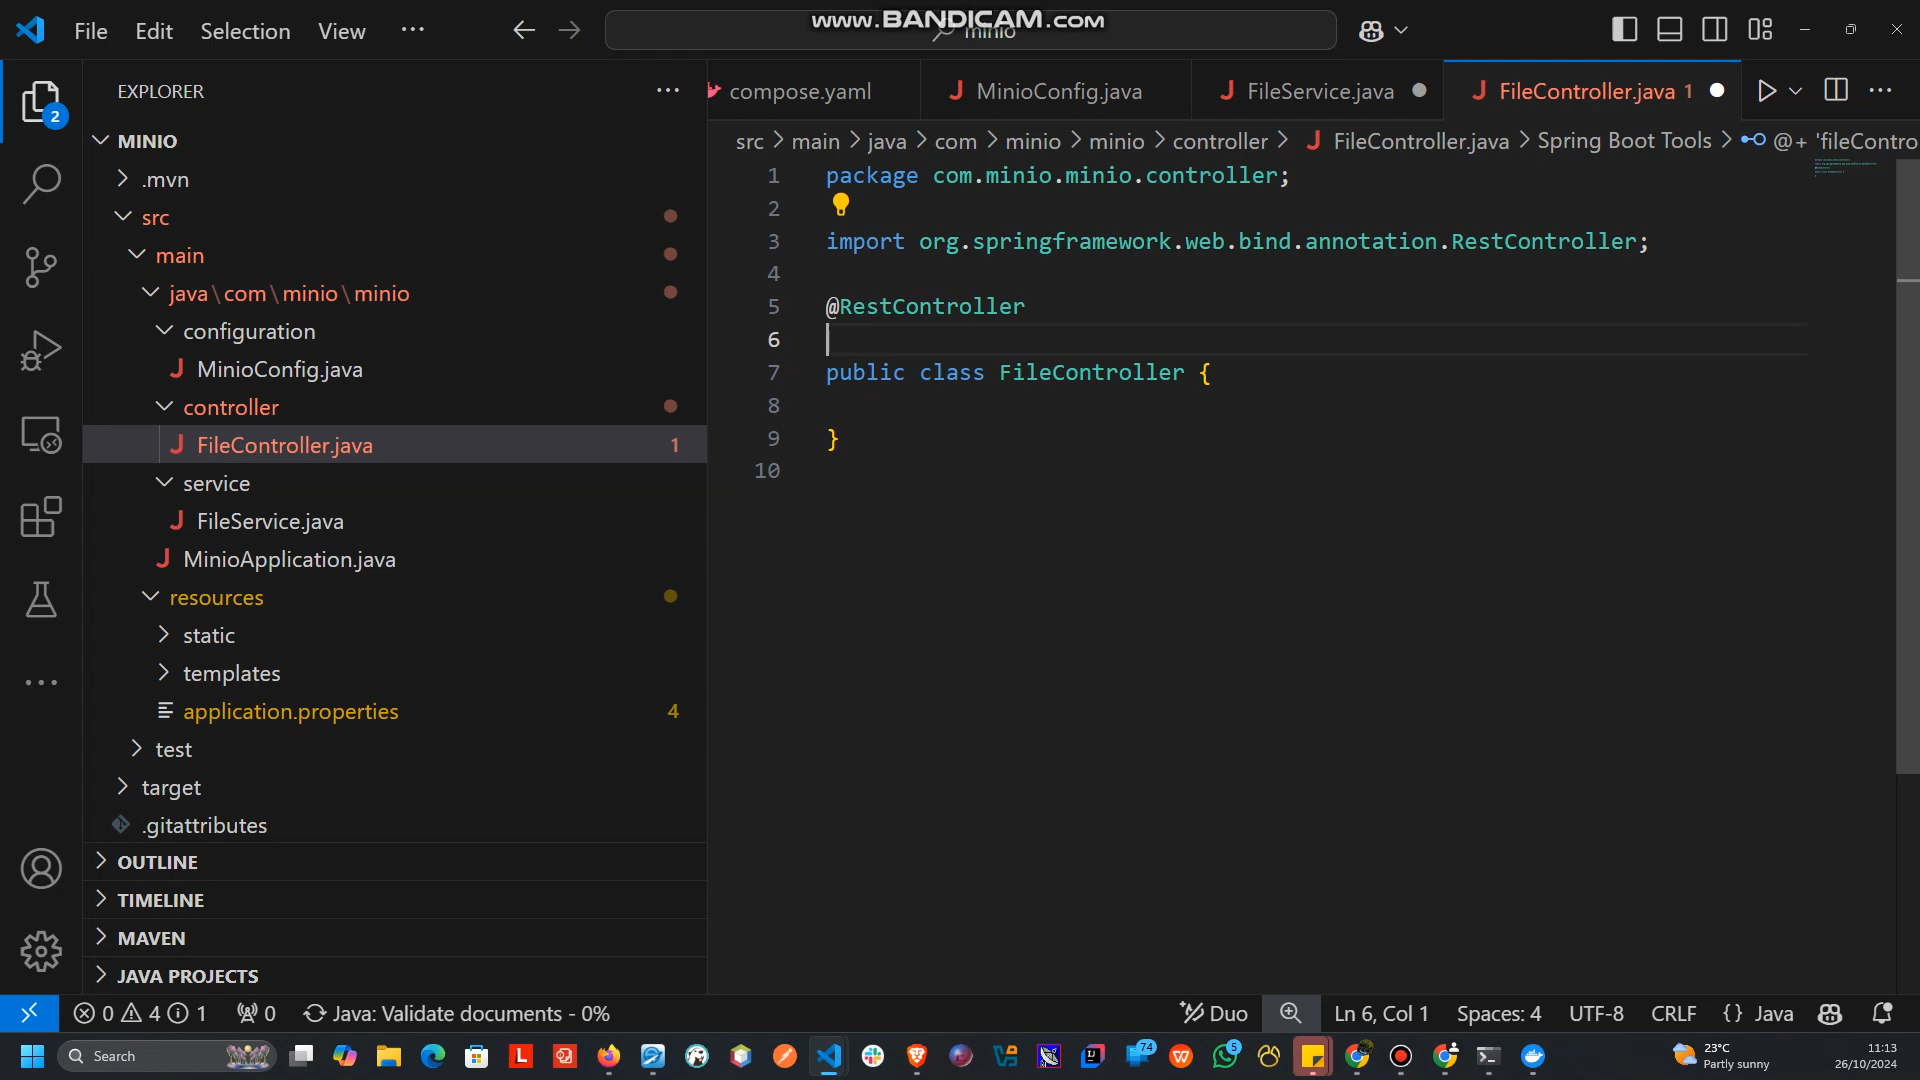 www.BANDICAM.com
File Edit Selection View ...
minio
EXPLORER
MINIO
.mvn
src
main
java\com\minio\minio
configuration
MinioConfig.java
controller
FileController.java 1
service
FileService.java
MinioApplication.java
resources
static
templates
application.properties 4
test
target
.gitattributes
OUTLINE
TIMELINE
MAVEN
JAVA PROJECTS
2
compose.yaml
MinioConfig.java
FileService.java
FileController.java 1
src > main > java > com > minio > minio > controller > FileController.java > Spring Boot Tools > @+ 'fileContro
1 package com.minio.minio.controller;
2
3 import org.springframework.web.bind.annotation.RestController;
4
5 @RestController
6
7 public class FileController {
8
9 }
10
0 4 1 0 Java: Validate documents - 0% Duo Ln 6, Col 1 Spaces: 4 UTF-8 CRLF {} Java
Search
74
5
23°C
Partly sunny
11:13
26/10/2024